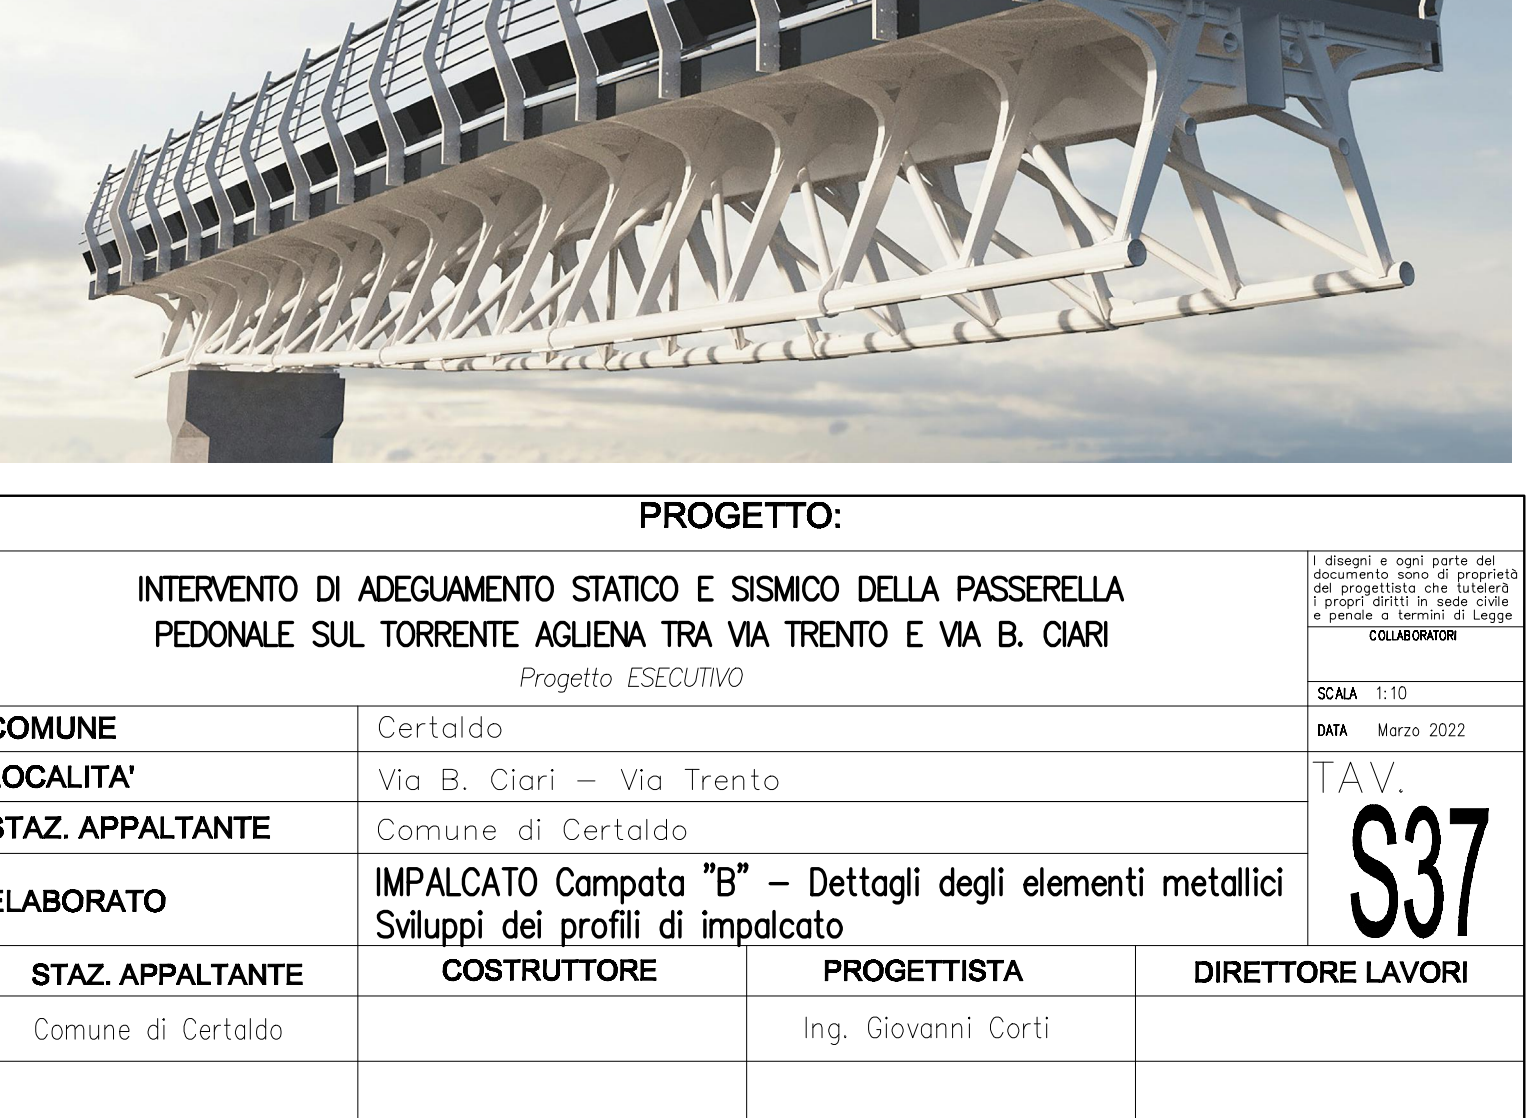 PROGETTO:
INTERVENTO DI ADEGUAMENTO STATICO E SISMICO DELLA PASSERELLA
PEDONALE SUL TORRENTE AGLIENA TRA VIA TRENTO E VIA B. CIARI
Progetto ESECUTIVO
I disegni e ogni parte del
documento sono di proprietà
del progettista che tutelerà
i propri diritti in sede civile
e penale a termini di Legge
COLLABORATORI
SCALA 1:10
COMUNE Certaldo
DATA Marzo 2022
LOCALITA' Via B. Ciari – Via Trento
TAV.
S37
STAZ. APPALTANTE Comune di Certaldo
ELABORATO
IMPALCATO Campata "B" – Dettagli degli elementi metallici
Sviluppi dei profili di impalcato
STAZ. APPALTANTE COSTRUTTORE PROGETTISTA DIRETTORE LAVORI
Comune di Certaldo Ing. Giovanni Corti